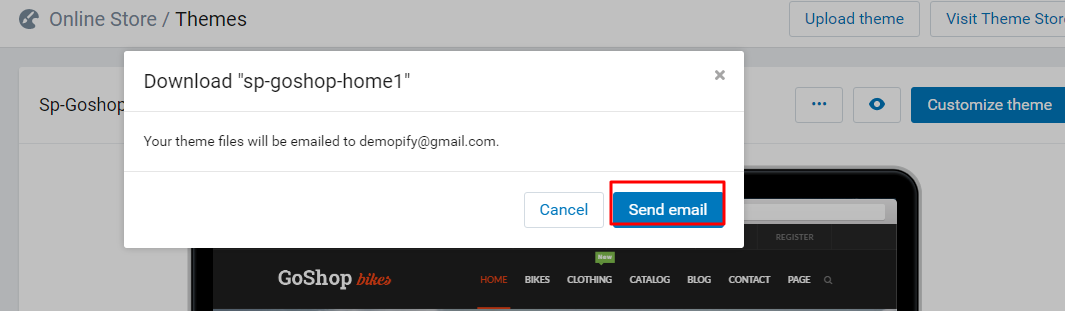 Online Store / Themes
Upload theme
Visit Theme Stor
Download "sp-goshop-home1"
×
Sp-Goshop
...
Customize theme
Your theme files will be emailed to demopify@gmail.com.
Cancel
Send email
REGISTER
New
GoShop bikes
HOME
BIKES
CLOTHING
CATALOG
BLOG
CONTACT
PAGE